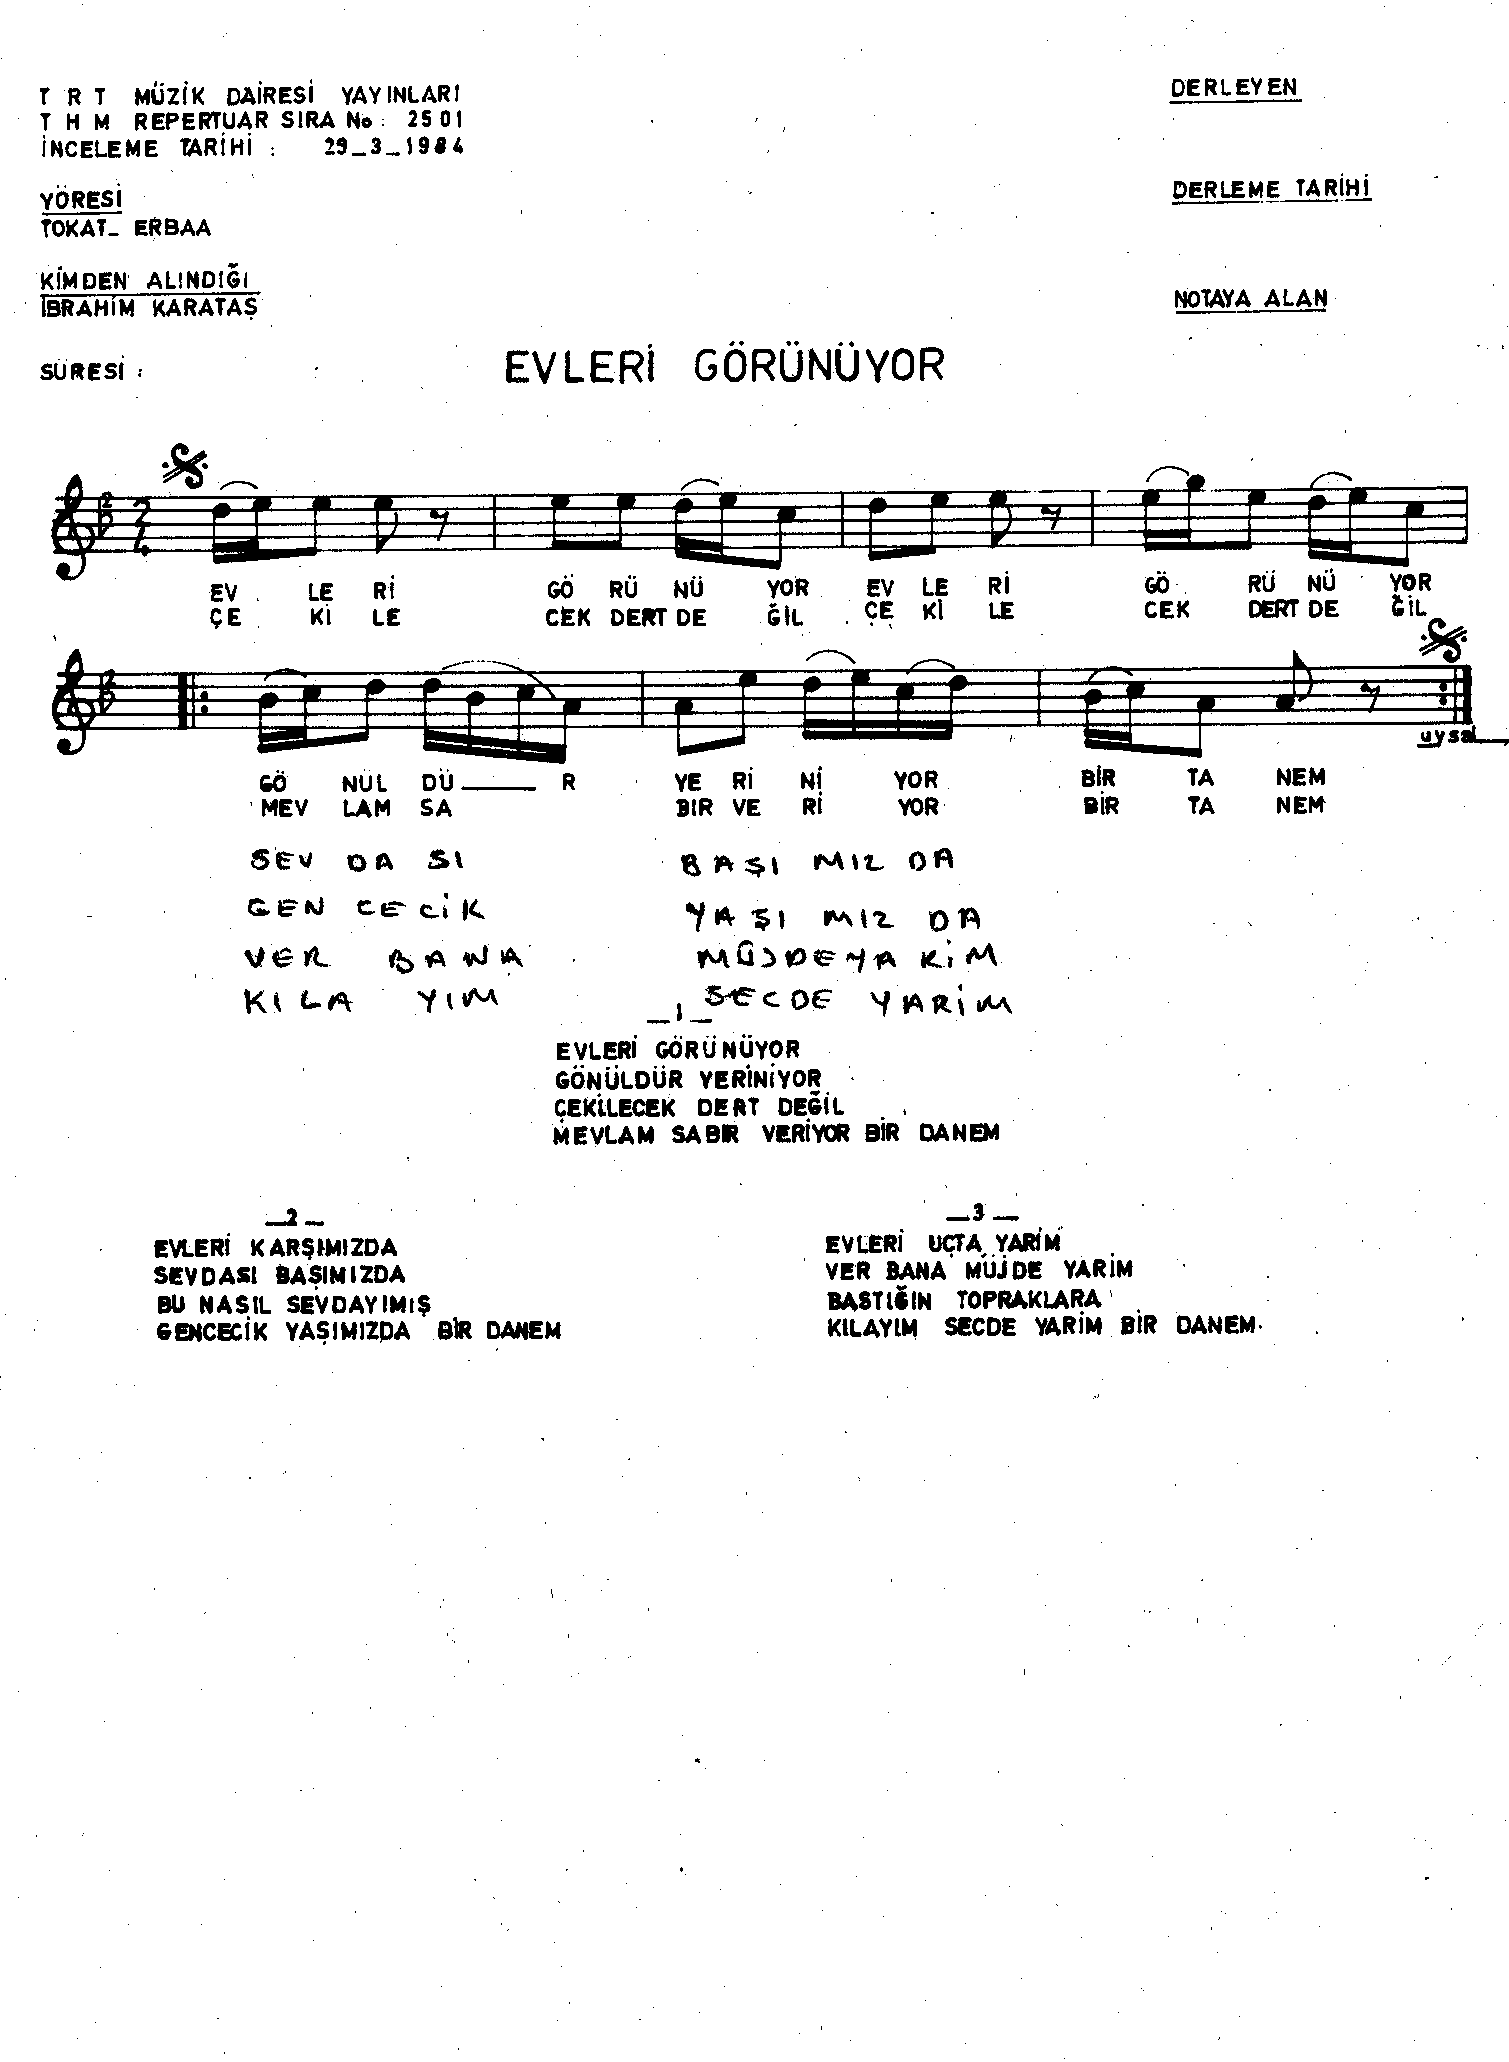 T R T MÜZİK DAİRESİ YAYINLARI
T H M REPERTUAR SIRA No : 2501
İNCELEME TARİHİ : 29_3_1984
YÖRESİ
TOKAT_ ERBAA
KİMDEN ALINDIĞI
İBRAHİM KARATAŞ
SÜRESİ :
DERLEYEN
DERLEME TARİHİ
NOTAYA ALAN
EVLERİ GÖRÜNÜYOR
EV LE Rİ GÖ RÜ NÜ YOR EV LE Rİ GÖ RÜ NÜ YOR
ÇE Kİ LE CEK DERT DE ĞİL ÇE Kİ LE CEK DERT DE ĞİL
uysal
GÖ NÜL DÜ_____ R YE Rİ Nİ YOR BİR TA NEM
MEV LAM SA BIR VE Rİ YOR BİR TA NEM
SEV DA SI BAŞI MIZ DA
GEN CECİK YAŞI MIZ DA
VER BANA MÜJDE YARİM
KILA YIM SECDE YARİM
_1_
EVLERİ GÖRÜNÜYOR
GÖNÜLDÜR YERİNİYOR
ÇEKİLECEK DERT DEĞİL
MEVLAM SABIR VERİYOR BİR DANEM
_2_
EVLERİ KARŞIMIZDA
SEVDASI BAŞIMIZDA
BU NASIL SEVDAYIMIŞ
GENCECİK YAŞIMIZDA BİR DANEM
_3_
EVLERİ UÇTA YARİM
VER BANA MÜJDE YARİM
BASTIĞIN TOPRAKLARA
KILAYIM SECDE YARİM BİR DANEM